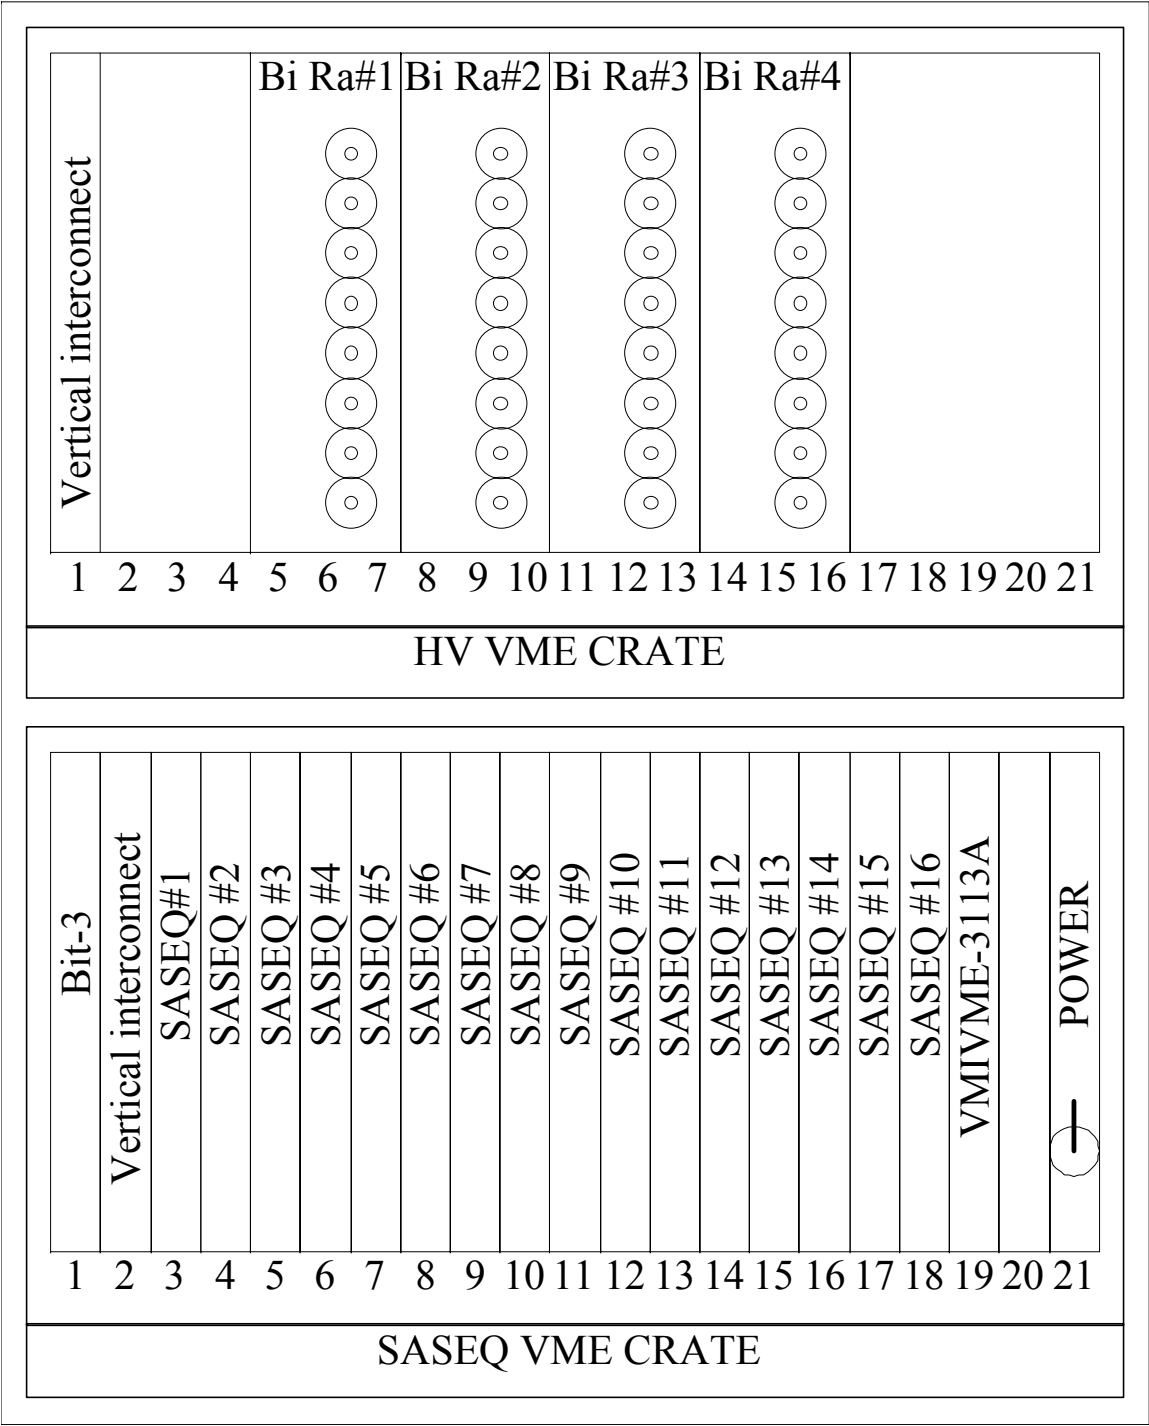 Bi Ra#1 Bi Ra#2 Bi Ra#3 Bi Ra#4
Vertical interconnect
1 2 3 4 5 6 7 8 9 10 11 12 13 14 15 16 17 18 19 20 21
HV VME CRATE
Bit-3
Vertical interconnect
SASEQ#1
SASEQ #2
SASEQ #3
SASEQ #4
SASEQ #5
SASEQ #6
SASEQ #7
SASEQ #8
SASEQ #9
SASEQ #10
SASEQ #11
SASEQ #12
SASEQ #13
SASEQ #14
SASEQ #15
SASEQ #16
VMIVME-3113A
POWER
1 2 3 4 5 6 7 8 9 10 11 12 13 14 15 16 17 18 19 20 21
SASEQ VME CRATE